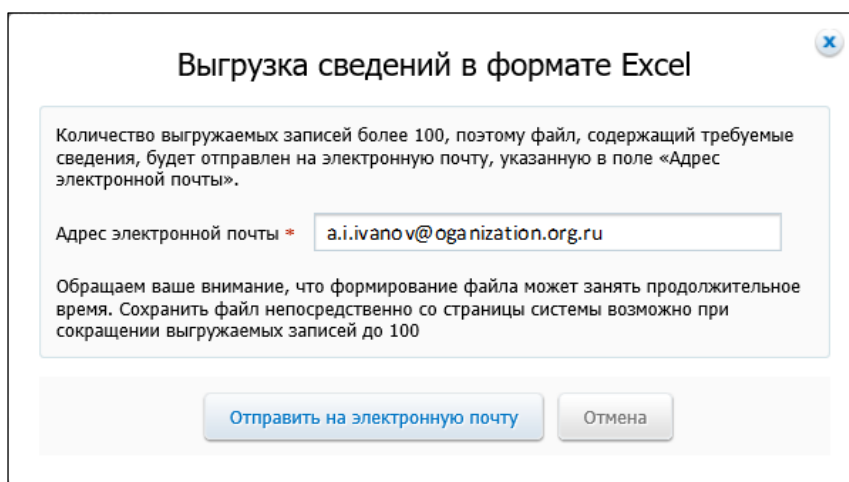 x
Выгрузка сведений в формате Excel
Количество выгружаемых записей более 100, поэтому файл, содержащий требуемые
сведения, будет отправлен на электронную почту, указанную в поле «Адрес
электронной почты».
Адрес электронной почты * a.i.ivanov@oganization.org.ru
Обращаем ваше внимание, что формирование файла может занять продолжительное
время. Сохранить файл непосредственно со страницы системы возможно при
сокращении выгружаемых записей до 100
Отправить на электронную почту Отмена